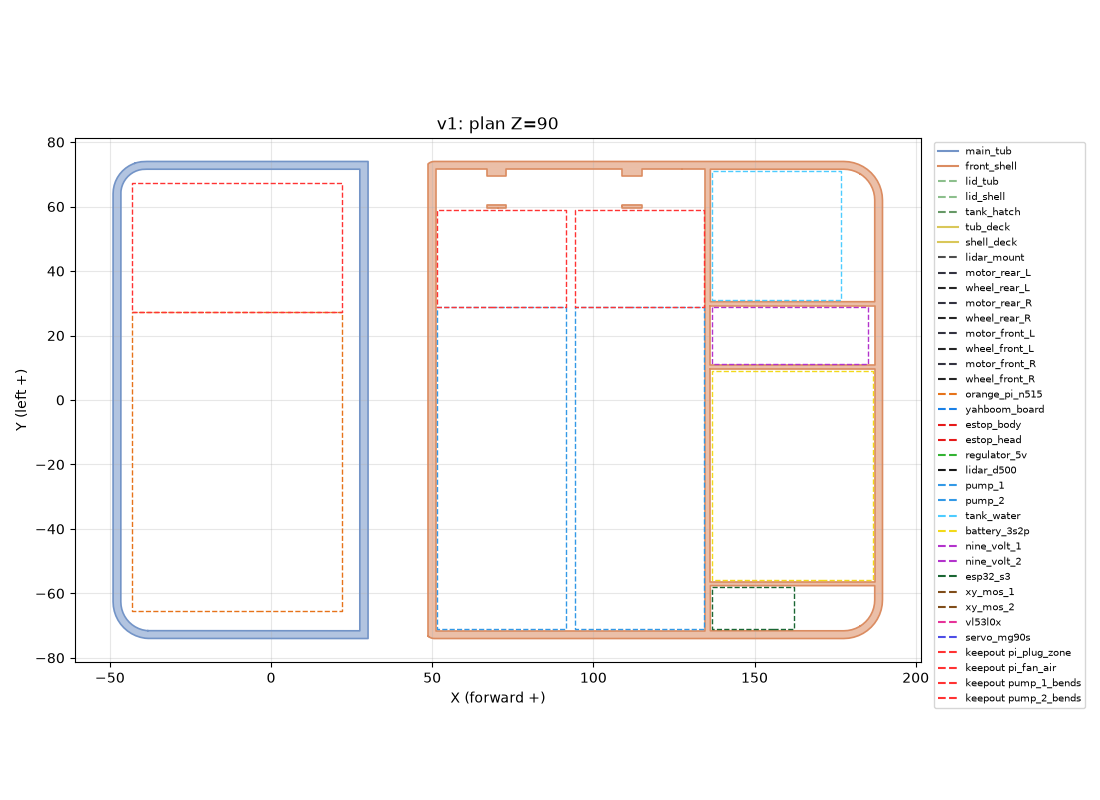 v1: plan Z=90
80
60
40
20
0
−20
−40
−60
−80
Y (left +)
−50
0
50
100
150
200
X (forward +)
main_tub
front_shell
lid_tub
lid_shell
tank_hatch
tub_deck
shell_deck
lidar_mount
motor_rear_L
wheel_rear_L
motor_rear_R
wheel_rear_R
motor_front_L
wheel_front_L
motor_front_R
wheel_front_R
orange_pi_n515
yahboom_board
estop_body
estop_head
regulator_5v
lidar_d500
pump_1
pump_2
tank_water
battery_3s2p
nine_volt_1
nine_volt_2
esp32_s3
xy_mos_1
xy_mos_2
vl53l0x
servo_mg90s
keepout pi_plug_zone
keepout pi_fan_air
keepout pump_1_bends
keepout pump_2_bends